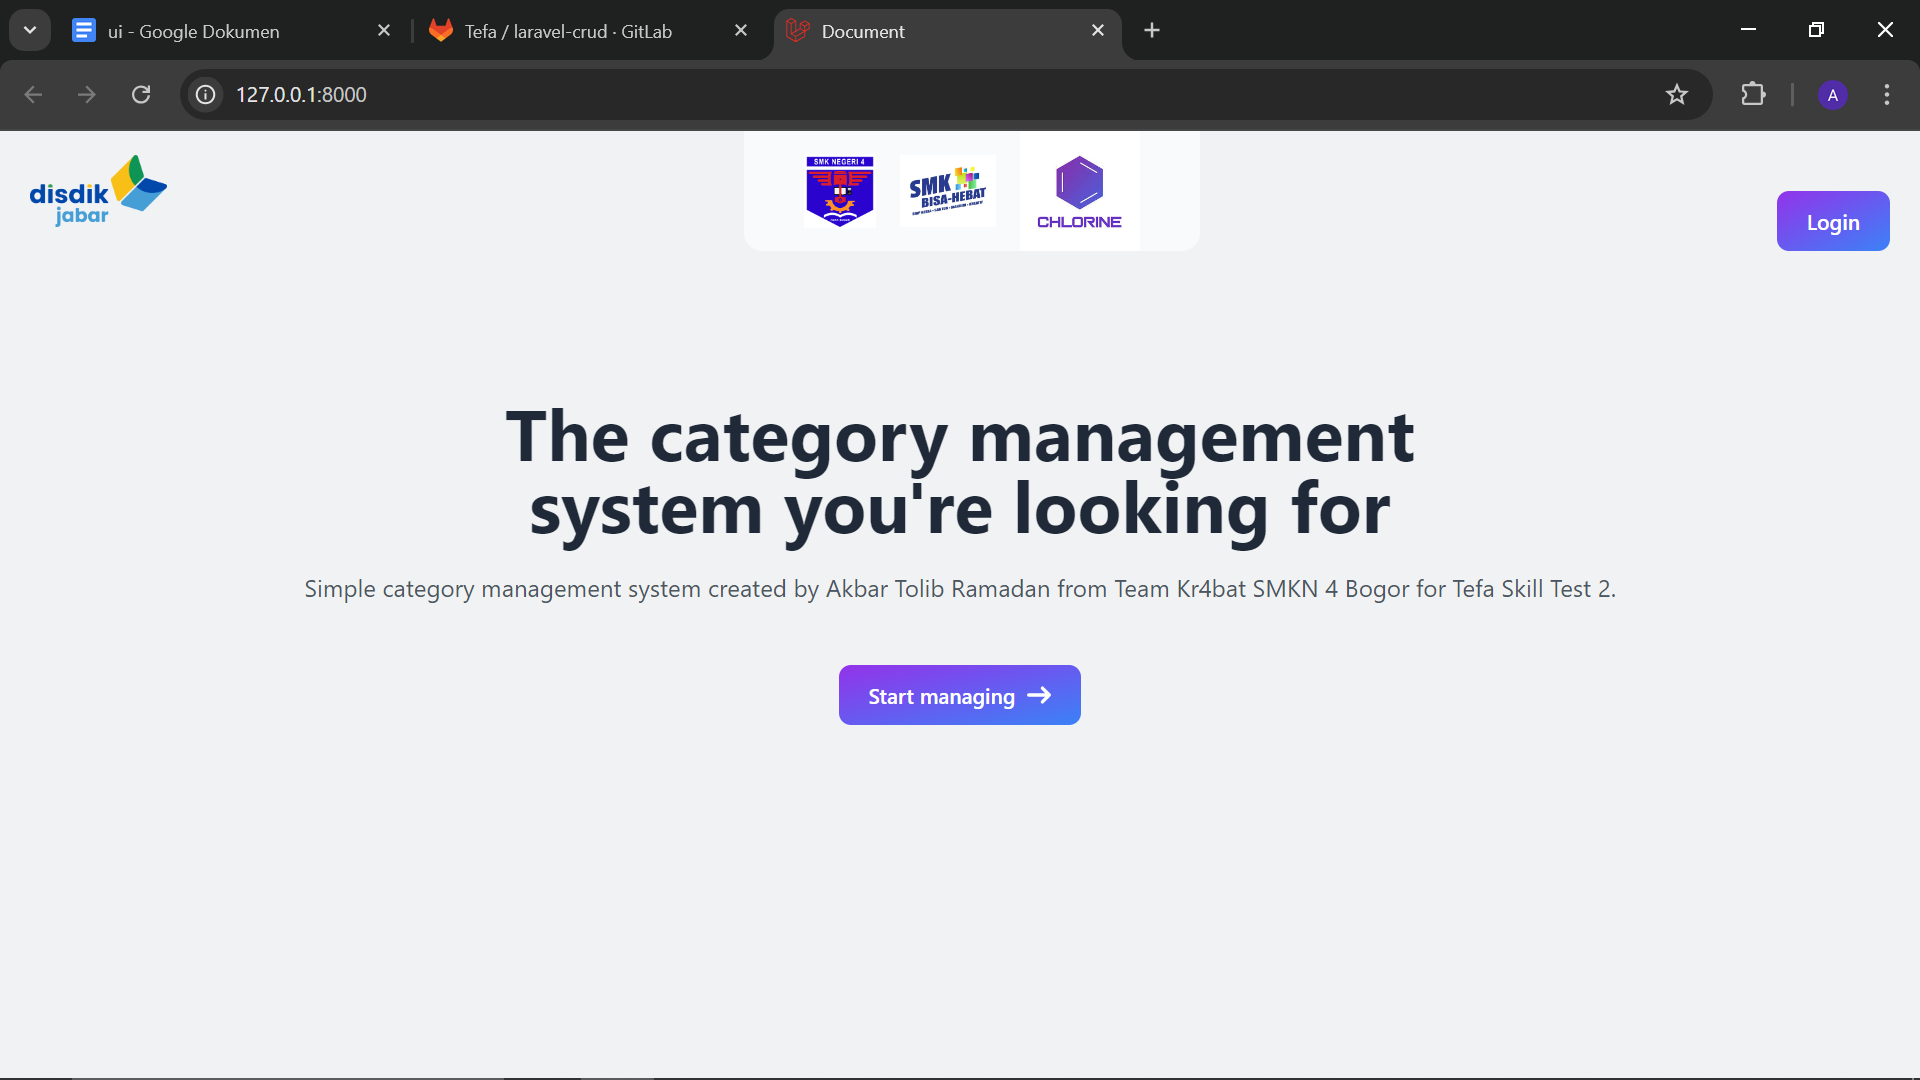 ui - Google Dokumen
Tefa / laravel-crud · GitLab
Document
127.0.0.1:8000
A
disdik
jabar
SMK NEGERI 4
SMK
BISA-HEBAT
CHLORINE
Login
The category management
system you're looking for
Simple category management system created by Akbar Tolib Ramadan from Team Kr4bat SMKN 4 Bogor for Tefa Skill Test 2.
Start managing